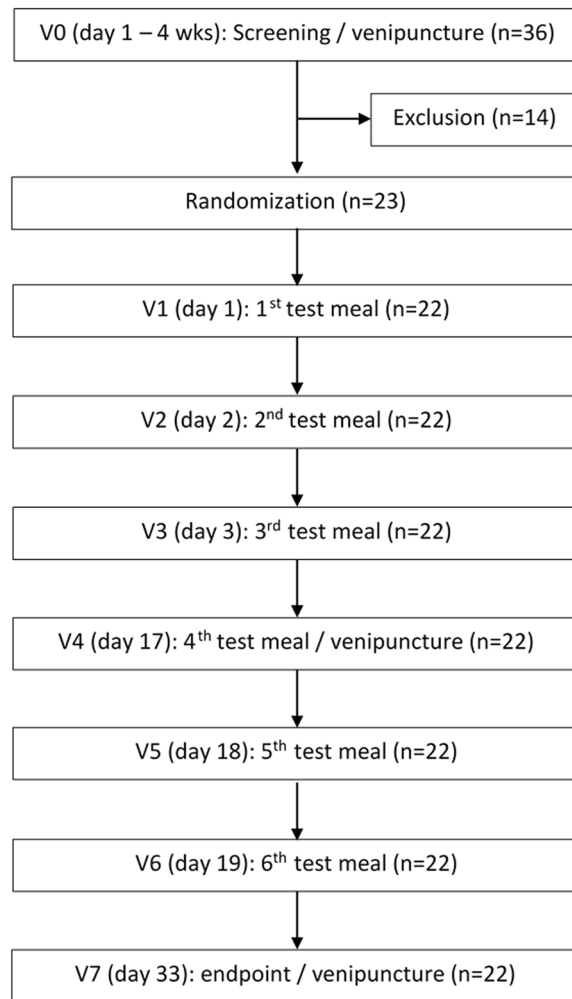 V0 (day 1 – 4 wks): Screening / venipuncture (n=36)
Exclusion (n=14)
Randomization (n=23)
V1 (day 1): 1st test meal (n=22)
V2 (day 2): 2nd test meal (n=22)
V3 (day 3): 3rd test meal (n=22)
V4 (day 17): 4th test meal / venipuncture (n=22)
V5 (day 18): 5th test meal (n=22)
V6 (day 19): 6th test meal (n=22)
V7 (day 33): endpoint / venipuncture (n=22)